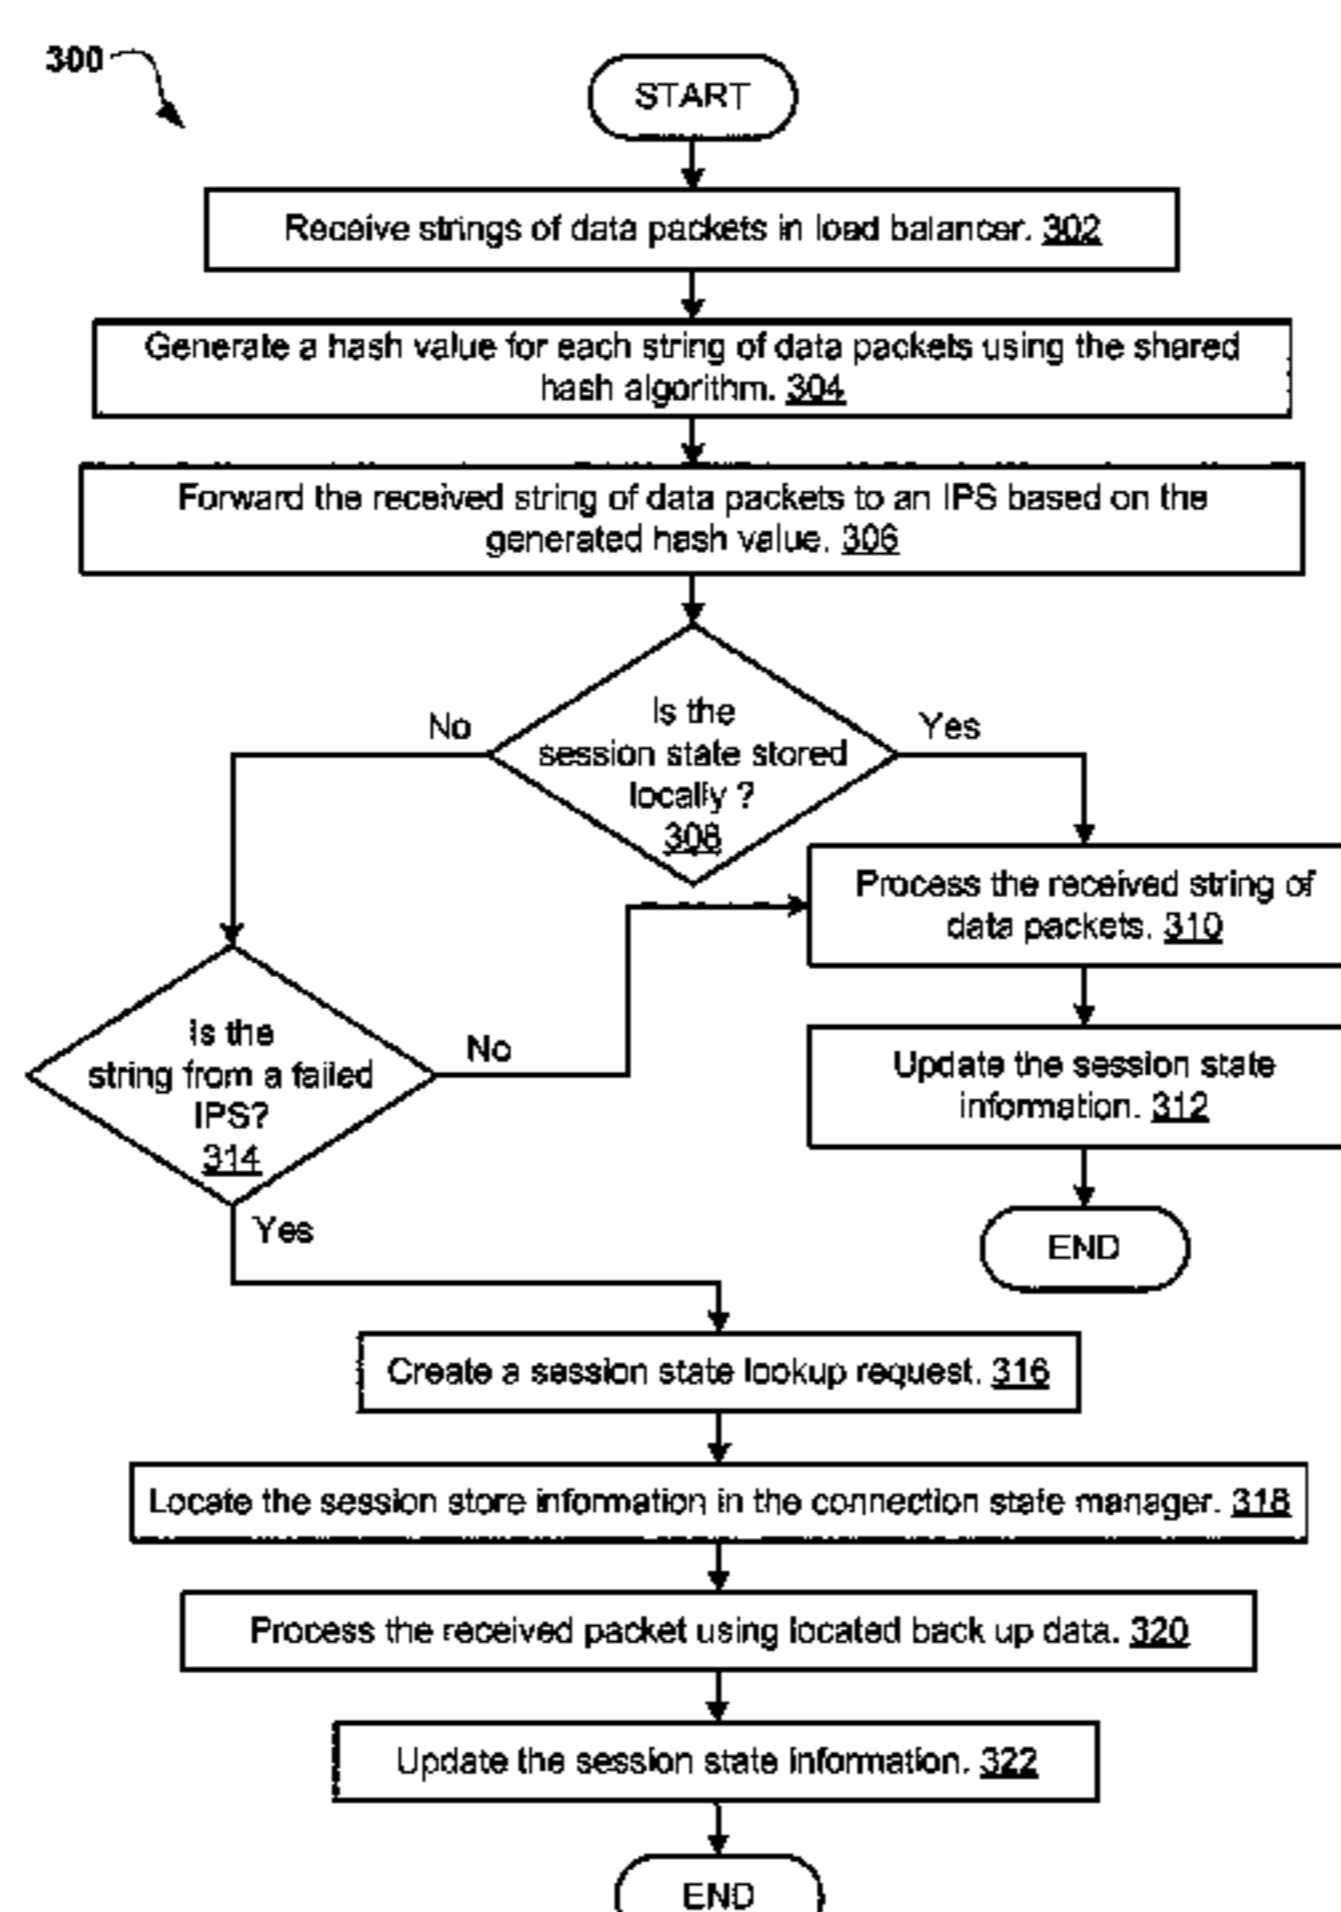 300
START
Receive strings of data packets in load balancer. 302
Generate a hash value for each string of data packets using the shared
hash algorithm. 304
Forward the received string of data packets to an IPS based on the
generated hash value. 306
No
Yes
Is the
session state stored
locally ?
308
Process the received string of
data packets. 310
Is the
string from a failed
IPS?
314
No
Yes
Update the session state
information. 312
END
Create a session state lookup request. 316
Locate the session store information in the connection state manager. 318
Process the received packet using located back up data. 320
Update the session state information. 322
END